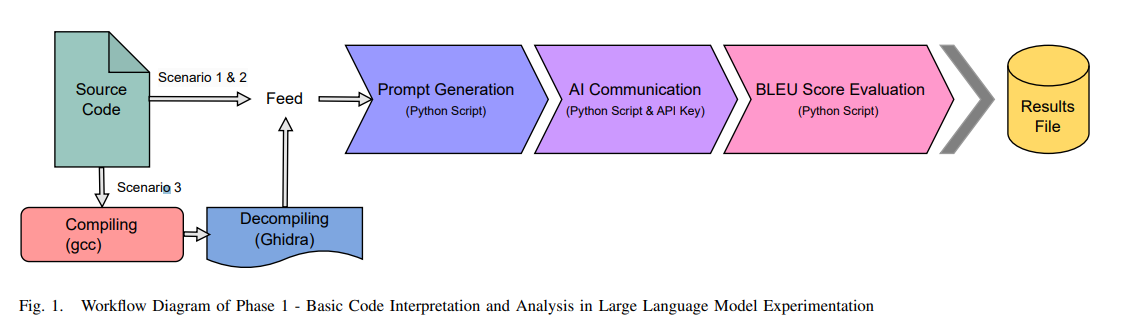 Source
Code
Scenario 1 & 2
Feed
Prompt Generation
(Python Script)
AI Communication
(Python Script & API Key)
BLEU Score Evaluation
(Python Script)
Results
File
Scenario 3
Compiling
(gcc)
Decompiling
(Ghidra)
Fig. 1. Workflow Diagram of Phase 1 - Basic Code Interpretation and Analysis in Large Language Model Experimentation